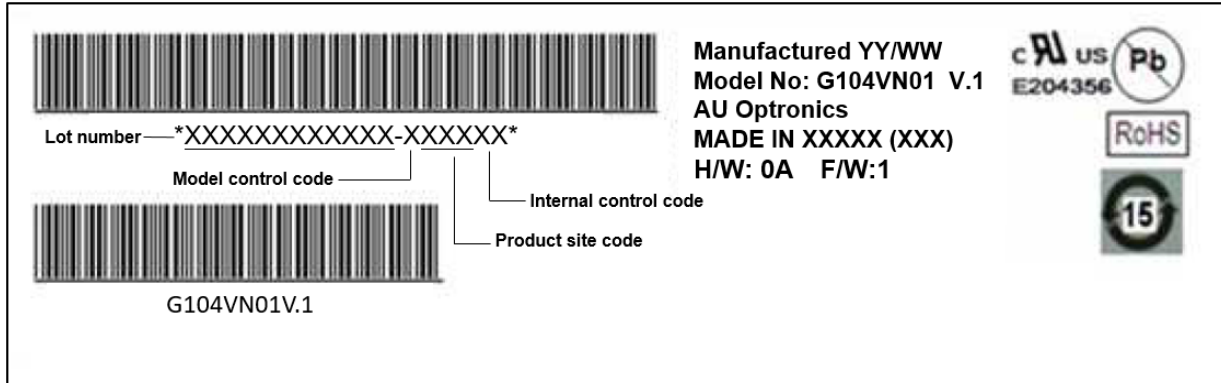 Lot number
*XXXXXXXXXXXX-XXXXXX*
Model control code
Internal control code
Product site code
G104VN01V.1
Manufactured YY/WW
Model No: G104VN01 V.1
AU Optronics
MADE IN XXXXX (XXX)
H/W: 0A F/W:1
c RU US
E204356
Pb
RoHS
15